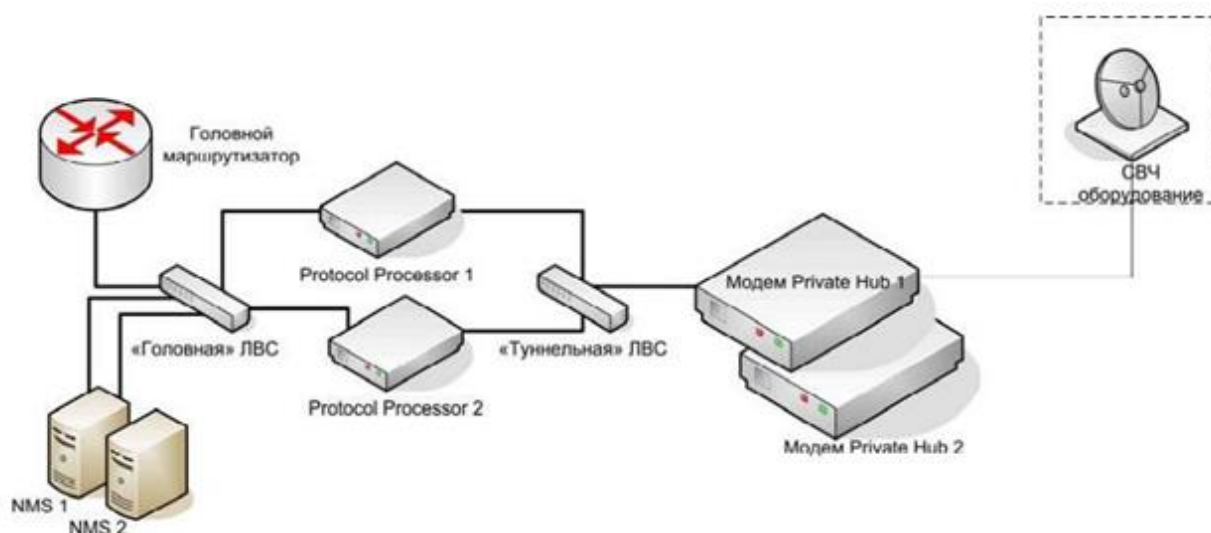 Головной
маршрутизатор
СВЧ
оборудование
Protocol Processor 1
Модем Private Hub 1
«Головная» ЛВС
«Туннельная» ЛВС
Protocol Processor 2
Модем Private Hub 2
NMS 1
NMS 2